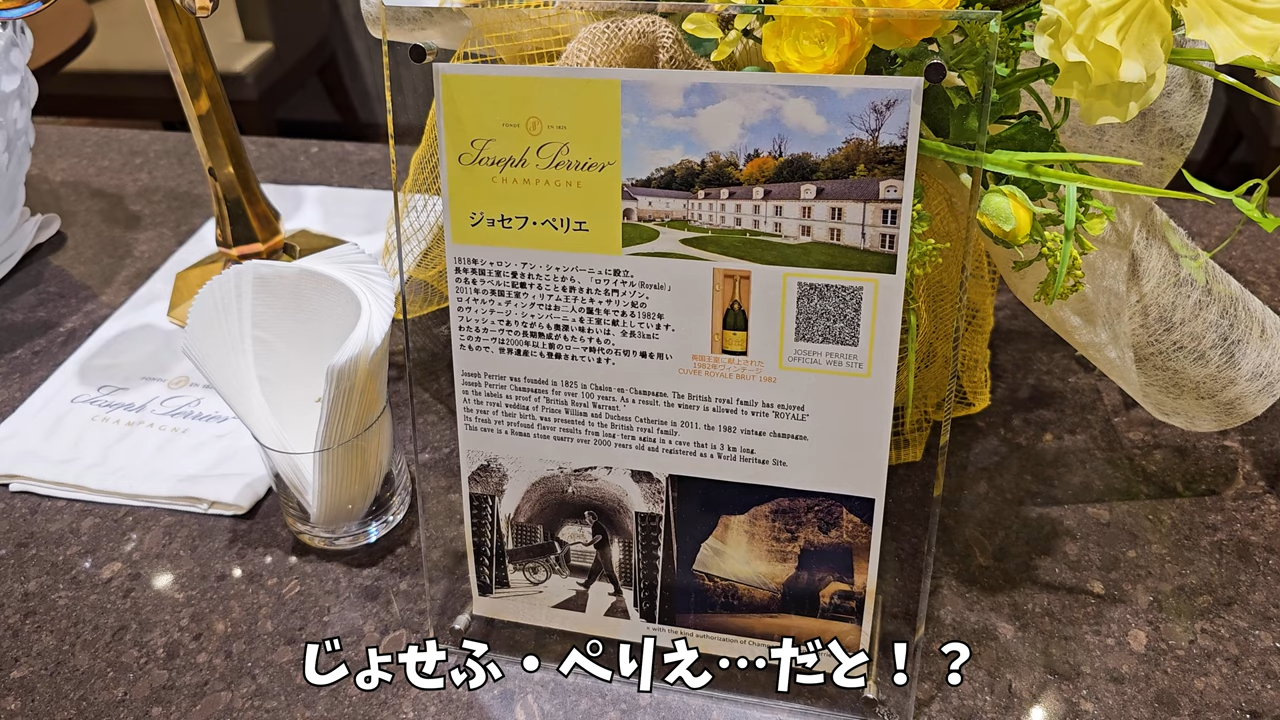 FONDÉ EN 1825
Joseph Perrier
CHAMPAGNE
ジョセフ・ペリエ
1818年シャロン・アン・シャンパーニュに設立。
長年英国王室に愛されたことから、「ロワイヤル(Royale)」
の名をラベルに記載することを許された名門メゾン。
2011年の英国王室ウィリアム王子とキャサリン妃の
ロイヤルウェディングではお二人の誕生年である1982年
のヴィンテージ・シャンパーニュを王室に献上しています。
フレッシュでありながらも奥深い味わいは、全長3kmに
わたるカーヴでの長期熟成がもたらすもの。
このカーヴは2000年以上前のローマ時代の石切り場を用い
たもので、世界遺産にも登録されています。
英国王室に献上された
1982年ヴィンテージ
CUVEE ROYALE BRUT 1982
JOSEPH PERRIER
OFFICIAL WEB SITE
Joseph Perrier was founded in 1825 in Chalon-en-Champagne. The British royal family has enjoyed
Joseph Perrier Champagnes for over 100 years. As a result, the winery is allowed to write "ROYALE"
on the labels as proof of "British Royal Warrant."
At the royal wedding of Prince William and Duchess Catherine in 2011, the 1982 vintage champagne,
the year of their birth, was presented to the British royal family.
Its fresh yet profound flavor results from long-term aging in a cave that is 3 km long.
This cave is a Roman stone quarry over 2000 years old and registered as a World Heritage Site.
with the kind authorization of
FONDÉ EN 1825
Joseph Perrier
CHAMPAGNE
じょせふ・ぺりえ…だと！？